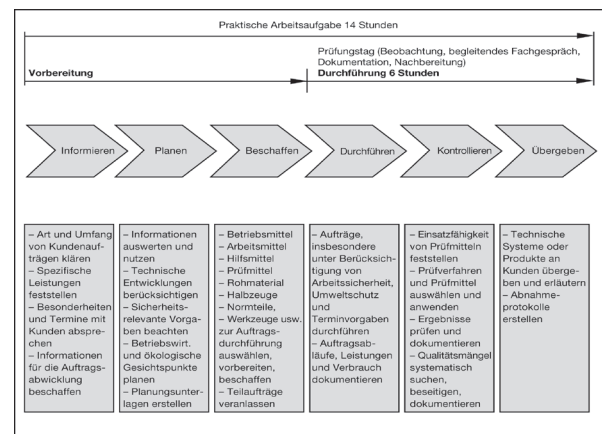 Praktische Arbeitsaufgabe 14 Stunden
Prüfungstag (Beobachtung, begleitendes Fachgespräch,
Dokumentation, Nachbereitung)
Vorbereitung
Durchführung 6 Stunden
Informieren
Planen
Beschaffen
Durchführen
Kontrollieren
Übergeben
– Art und Umfang
von Kundenauf-
trägen klären
– Spezifische
Leistungen
feststellen
– Besonderheiten
und Termine mit
Kunden abspre-
chen
– Informationen
für die Auftrags-
abwicklung
beschaffen
– Informationen
auswerten und
nutzen
– Technische
Entwicklungen
berücksichtigen
– Sicherheits-
relevante Vorga-
ben beachten
– Betriebswirt.
und ökologische
Gesichtspunkte
planen
– Planungsunter-
lagen erstellen
– Betriebsmittel
– Arbeitsmittel
– Hilfsmittel
– Prüfmittel
– Rohmaterial
– Halbzeuge
– Normteile,
– Werkzeuge usw.
zur Auftrags-
durchführung
auswählen,
vorbereiten,
beschaffen
– Teilaufträge
veranlassen
– Aufträge,
insbesondere
unter Berücksich-
tigung von
Arbeitssicherheit,
Umweltschutz
und
Terminvorgaben
durchführen
– Auftragsab-
läufe, Leistungen
und Verbrauch
dokumentieren
– Einsatzfähigkeit
von Prüfmitteln
feststellen
– Prüfverfahren
und Prüfmittel
auswählen und
anwenden
– Ergebnisse
prüfen und
dokumentieren
– Qualitätsmängel
systematisch
suchen,
beseitigen,
dokumentieren
– Technische
Systeme oder
Produkte an
Kunden überge-
ben und erläutern
– Abnahme-
protokolle
erstellen